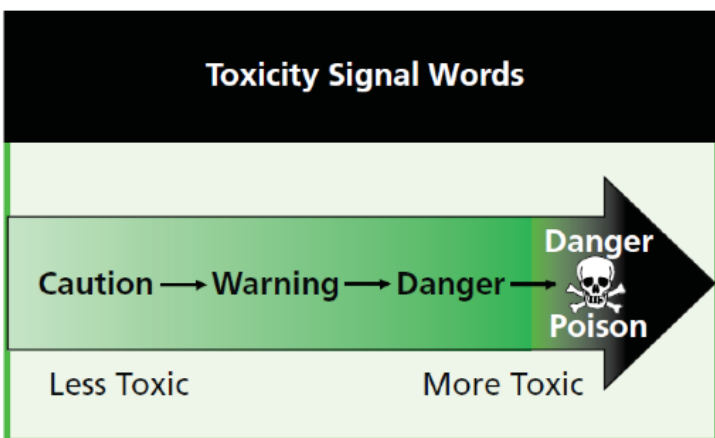 Toxicity Signal Words
Caution → Warning → Danger →
Danger
Poison
Less Toxic More Toxic